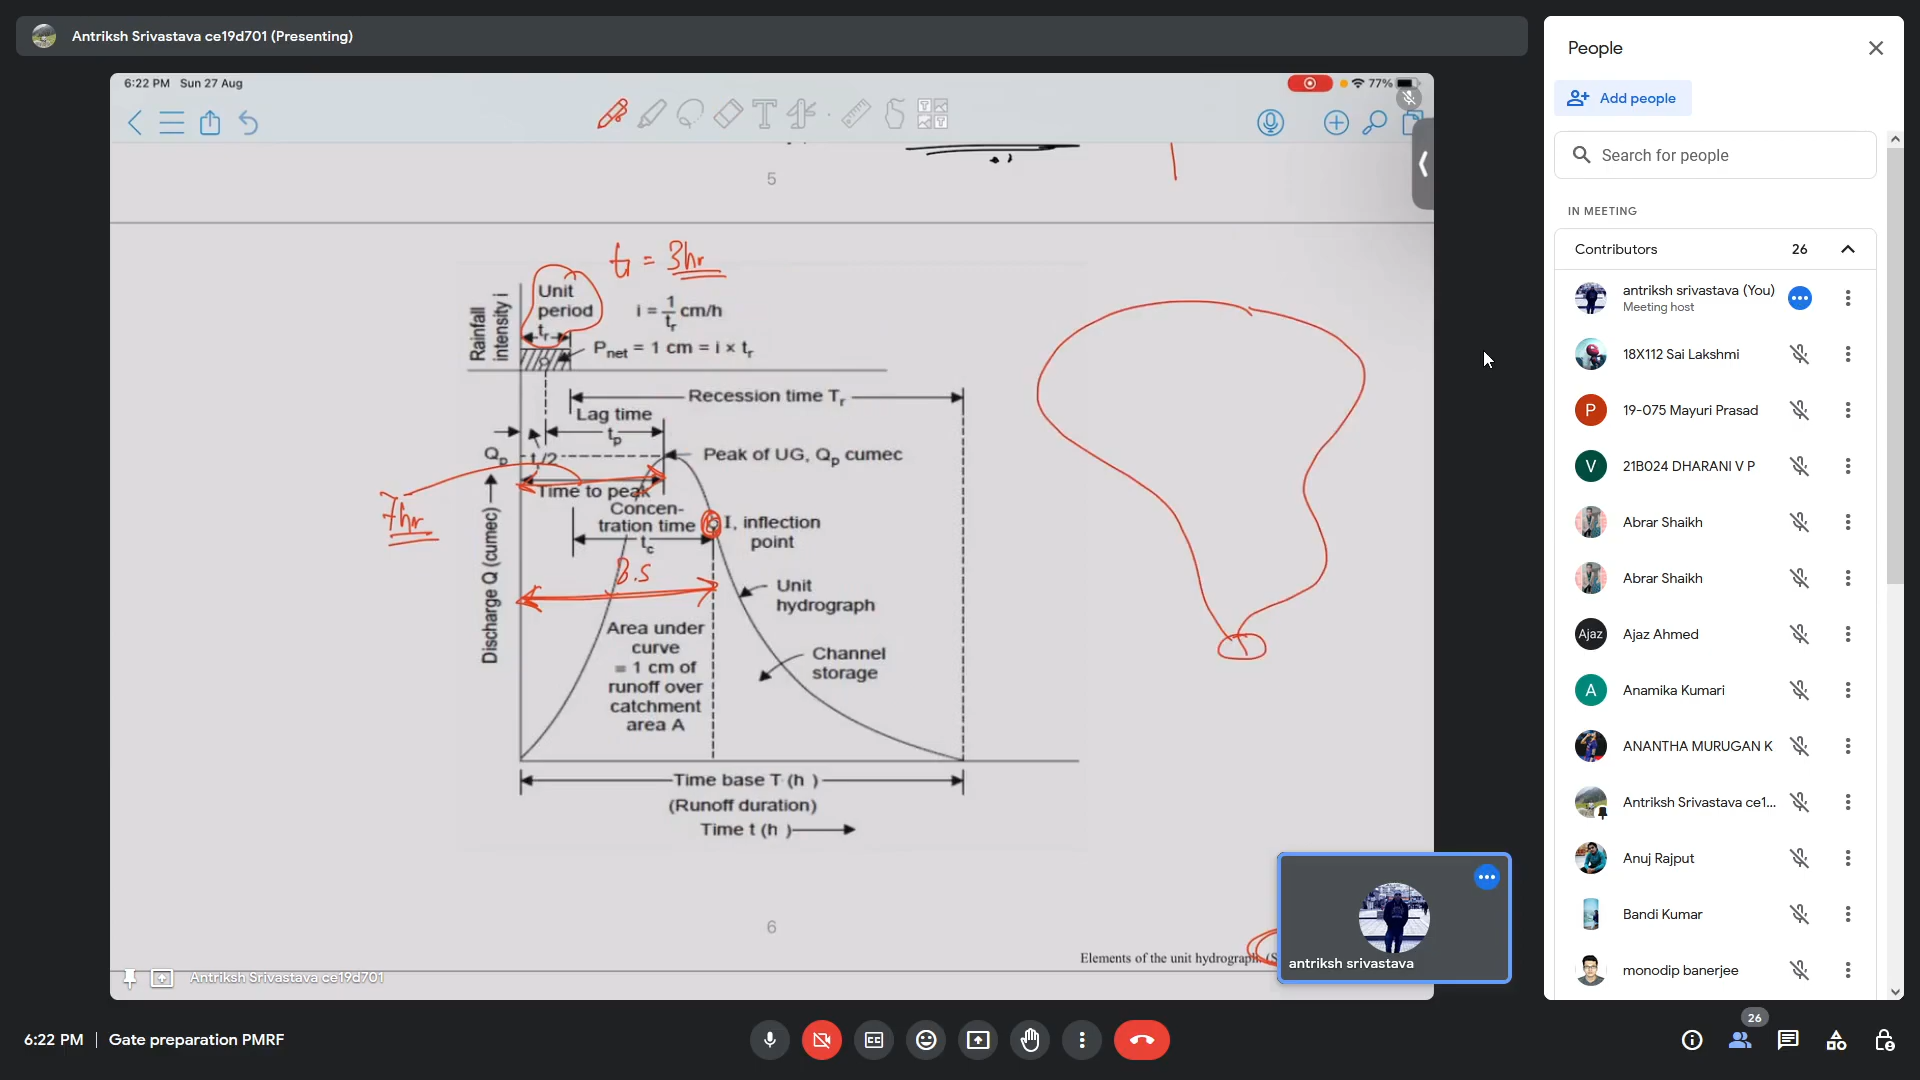 Antriksh Srivastava ce19d701 (Presenting)
6:22 PM Sun 27 Aug
77%
5
tr = 3hr
Unit
period
tr
Rainfall
intensity i
i = 1/tr cm/h
Pnet = 1 cm = i × tr
Recession time Tr
Lag time
tp
Qp
tr/2
Peak of UG, Qp cumec
Time to peak
7hr
Concen-
tration time
tc
I, inflection
point
8.5
Unit
hydrograph
Discharge Q (cumec)
Area under
curve
= 1 cm of
runoff over
catchment
area A
Channel
storage
Time base T (h )
(Runoff duration)
Time t (h )
6
Elements of the unit hydrograph. (S
Antriksh Srivastava ce19d701
antriksh srivastava
People
Add people
Search for people
IN MEETING
Contributors 26
antriksh srivastava (You)
Meeting host
18X112 Sai Lakshmi
P 19-075 Mayuri Prasad
V 21B024 DHARANI V P
Abrar Shaikh
Abrar Shaikh
Ajaz Ajaz Ahmed
A Anamika Kumari
ANANTHA MURUGAN K
Antriksh Srivastava ce1...
Anuj Rajput
Bandi Kumar
monodip banerjee
6:22 PM | Gate preparation PMRF
26